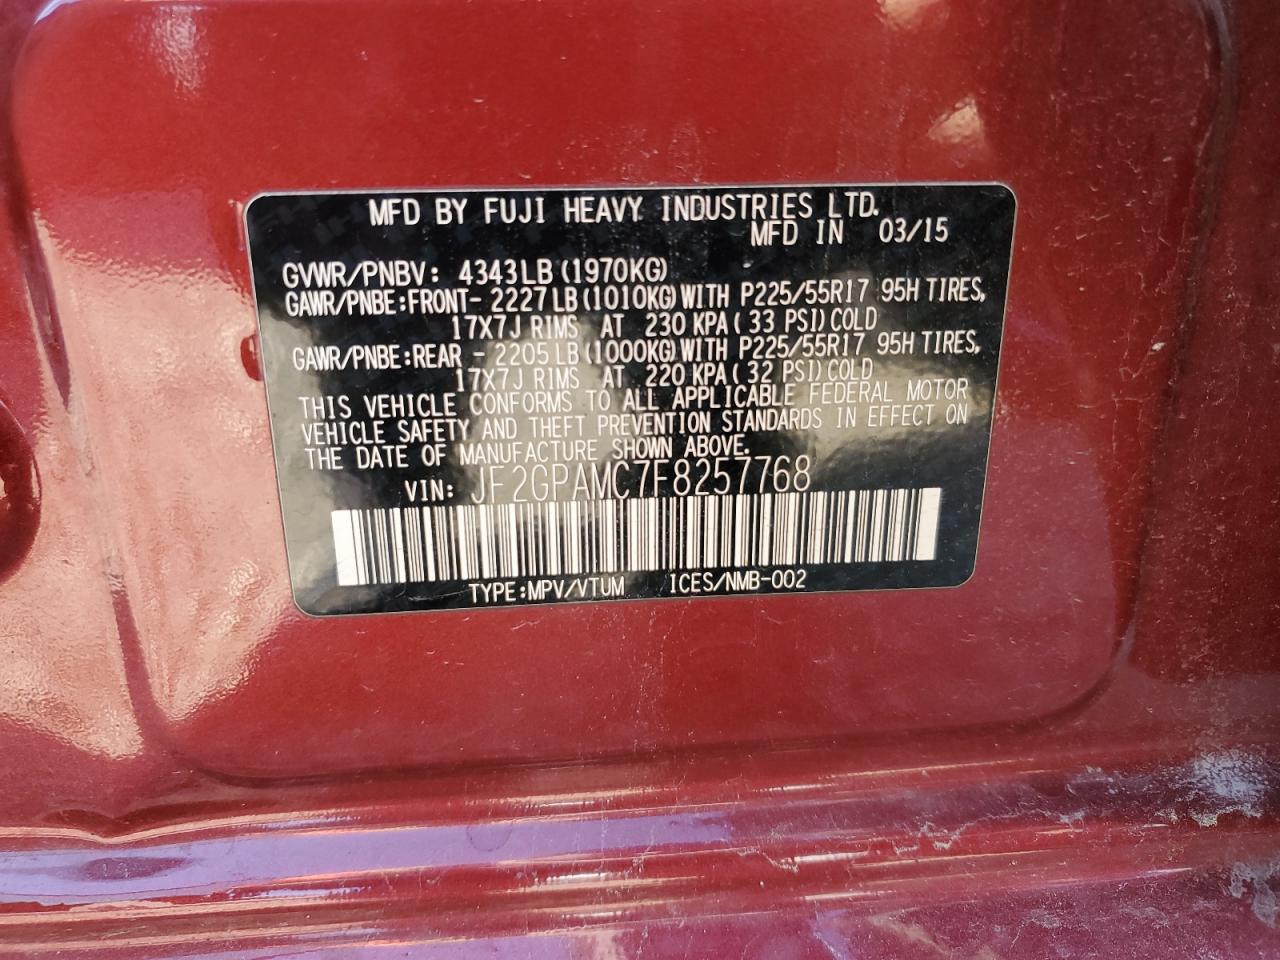 MFD BY FUJI HEAVY INDUSTRIES LTD.
MFD IN 03/15
GVWR/PNBV: 4343LB (1970KG)
GAWR/PNBE:FRONT- 2227LB (1010KG) WITH P225/55R17 95H TIRES,
17X7J RIMS AT 230 KPA (33 PSI) COLD
GAWR/PNBE:REAR - 2205LB (1000KG) WITH P225/55R17 95H TIRES,
17X7J RIMS AT 220 KPA (32 PSI) COLD
THIS VEHICLE CONFORMS TO ALL APPLICABLE FEDERAL MOTOR
VEHICLE SAFETY AND THEFT PREVENTION STANDARDS IN EFFECT ON
THE DATE OF MANUFACTURE SHOWN ABOVE.
VIN: JF2GPAMC7F8257768
TYPE:MPV/VTUM ICES/NMB-002